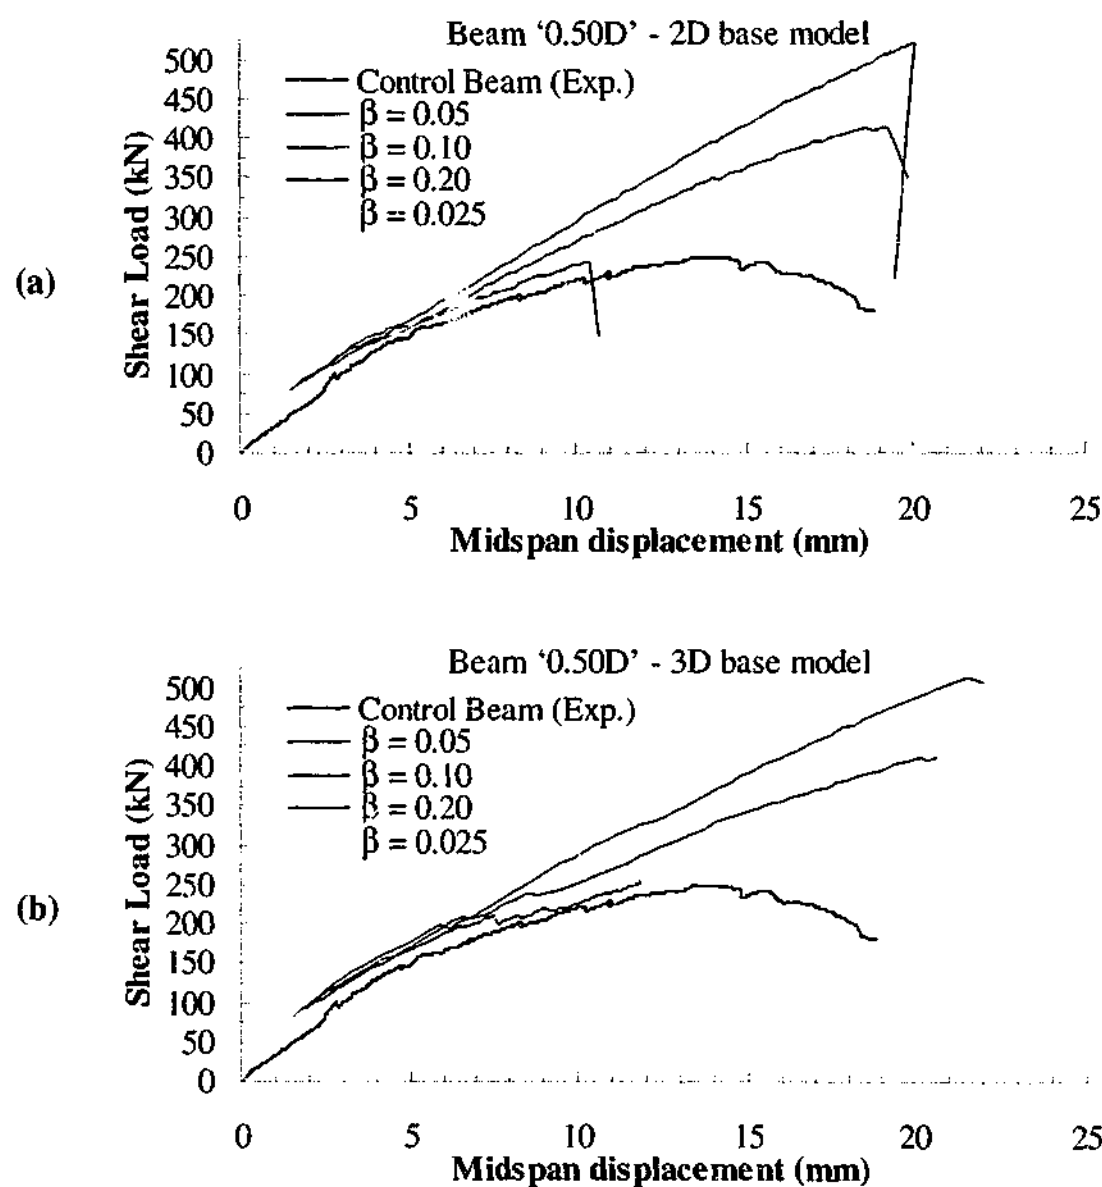 Beam ‘0.50D’ - 2D base model
Control Beam (Exp.)
β = 0.05
β = 0.10
β = 0.20
β = 0.025
500
450
400
350
300
250
200
150
100
50
0
Shear Load (kN)
(a)
0 5 10 15 20 25
Midspan displacement (mm)
Beam ‘0.50D’ - 3D base model
Control Beam (Exp.)
β = 0.05
β = 0.10
β = 0.20
β = 0.025
500
450
400
350
300
250
200
150
100
50
0
Shear Load (kN)
(b)
0 5 10 15 20 25
Midspan displacement (mm)